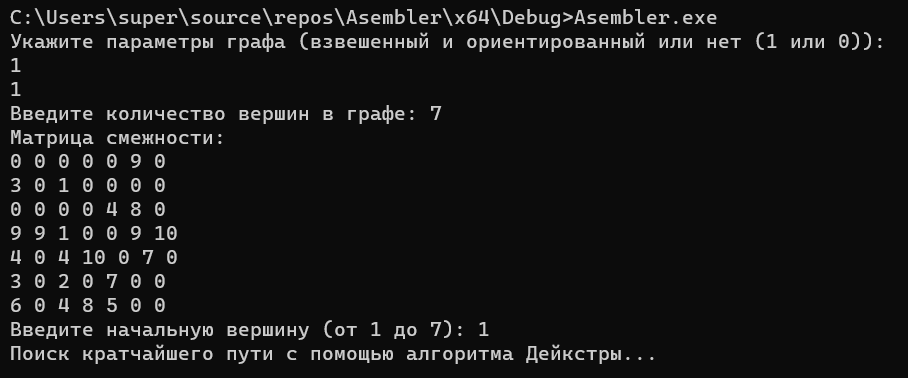 C:\Users\super\source\repos\Asembler\x64\Debug>Asembler.exe
Укажите параметры графа (взвешенный и ориентированный или нет (1 или 0)):
1
1
Введите количество вершин в графе: 7
Матрица смежности:
0 0 0 0 0 9 0
3 0 1 0 0 0 0
0 0 0 0 4 8 0
9 9 1 0 0 9 10
4 0 4 10 0 7 0
3 0 2 0 7 0 0
6 0 4 8 5 0 0
Введите начальную вершину (от 1 до 7): 1
Поиск кратчайшего пути с помощью алгоритма Дейкстры...